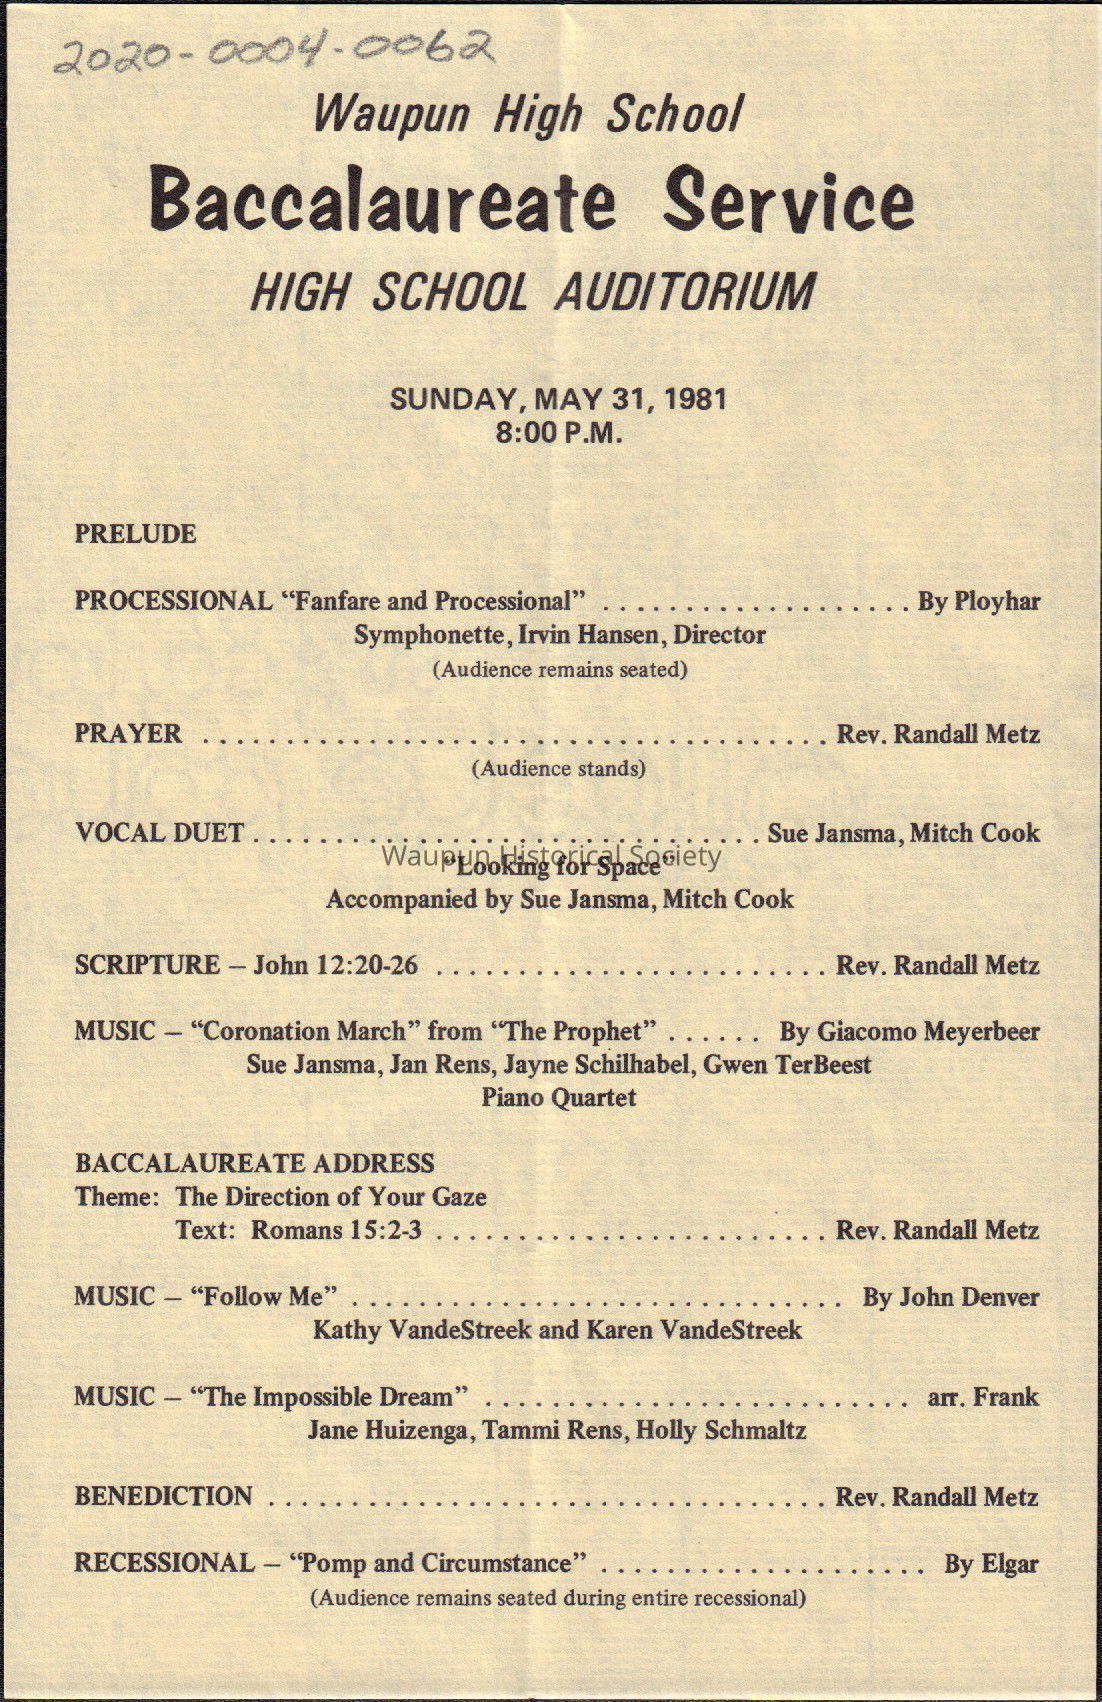 2020-0004-0062
Waupun High School
Baccalaureate Service
HIGH SCHOOL AUDITORIUM
SUNDAY, MAY 31, 1981
8:00 P.M.
PRELUDE
PROCESSIONAL “Fanfare and Processional” . . . . . . . . . . . . . . . . . . . By Ployhar
Symphonette, Irvin Hansen, Director
(Audience remains seated)
PRAYER . . . . . . . . . . . . . . . . . . . . . . . . . . . . . . . . . . . . . . Rev. Randall Metz
(Audience stands)
VOCAL DUET . . . . . . . . . . . . . . . . . . . . . . . . . . . . . . . Sue Jansma, Mitch Cook
Waupun Historical Society
“Looking for Space”
Accompanied by Sue Jansma, Mitch Cook
SCRIPTURE – John 12:20-26 . . . . . . . . . . . . . . . . . . . . . . . . Rev. Randall Metz
MUSIC – “Coronation March” from “The Prophet” . . . . . . By Giacomo Meyerbeer
Sue Jansma, Jan Rens, Jayne Schilhabel, Gwen TerBeest
Piano Quartet
BACCALAUREATE ADDRESS
Theme: The Direction of Your Gaze
Text: Romans 15:2-3 . . . . . . . . . . . . . . . . . . . . . . . . Rev. Randall Metz
MUSIC – “Follow Me” . . . . . . . . . . . . . . . . . . . . . . . . . . . . . . By John Denver
Kathy VandeStreek and Karen VandeStreek
MUSIC – “The Impossible Dream” . . . . . . . . . . . . . . . . . . . . . . . . . . arr. Frank
Jane Huizenga, Tammi Rens, Holly Schmaltz
BENEDICTION . . . . . . . . . . . . . . . . . . . . . . . . . . . . . . . . . . Rev. Randall Metz
RECESSIONAL – “Pomp and Circumstance” . . . . . . . . . . . . . . . . . . . . By Elgar
(Audience remains seated during entire recessional)